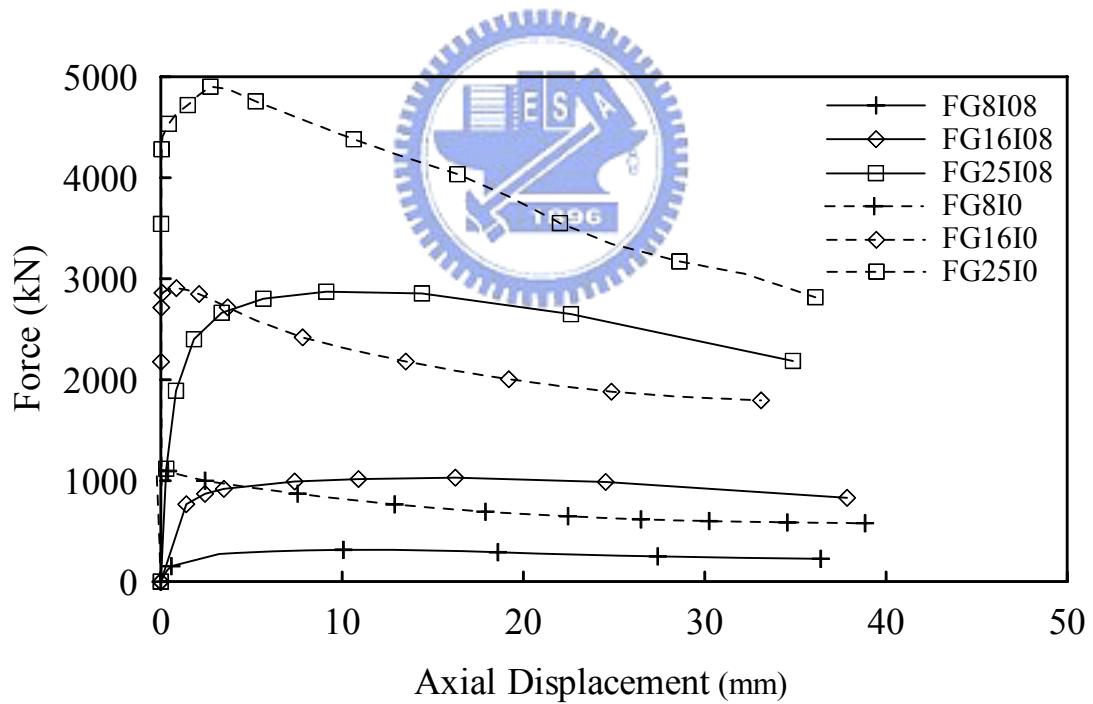 E S A
1896
5000
4000
3000
2000
1000
0
0
10
20
30
40
50
Force (kN)
Axial Displacement (mm)
FG8I08
FG16I08
FG25I08
FG8I0
FG16I0
FG25I0